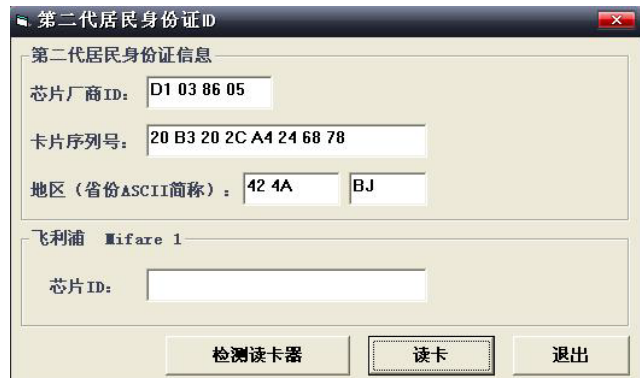 第二代居民身份证ID
第二代居民身份证信息
芯片厂商ID: D1 03 86 05
卡片序列号: 20 B3 20 2C A4 24 68 78
地区（省份ASCII简称）: 42 4A BJ
飞利浦 Mifare 1
芯片ID:
检测读卡器 读卡 退出